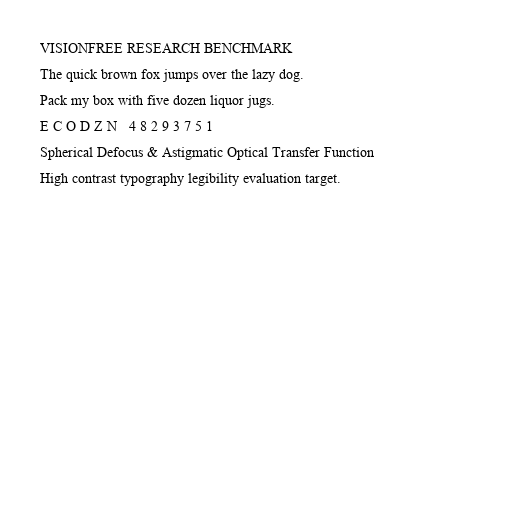 VISIONFREE RESEARCH BENCHMARK
The quick brown fox jumps over the lazy dog.
Pack my box with five dozen liquor jugs.
E C O D Z N   4 8 2 9 3 7 5 1
Spherical Defocus & Astigmatic Optical Transfer Function
High contrast typography legibility evaluation target.